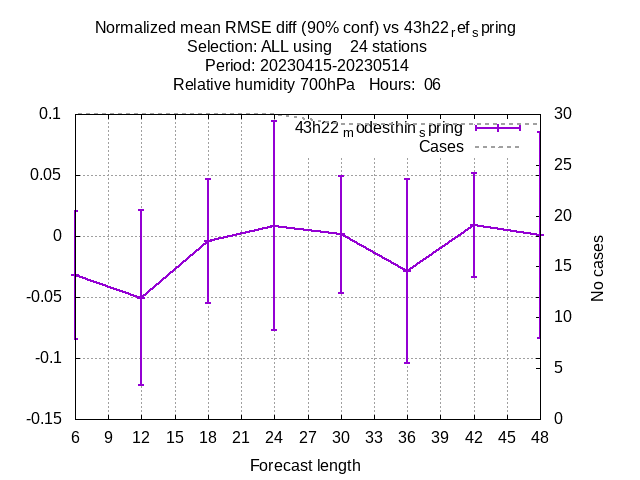 Normalized mean RMSE diff (90% conf) vs 43h22refspring
Selection: ALL using 24 stations
Period: 20230415-20230514
Relative humidity 700hPa Hours: 06
43h22modesthinspring
Cases
0.1
0.05
0
-0.05
-0.1
-0.15
30
25
20
15
10
5
0
No cases
6 9 12 15 18 21 24 27 30 33 36 39 42 45 48
Forecast length